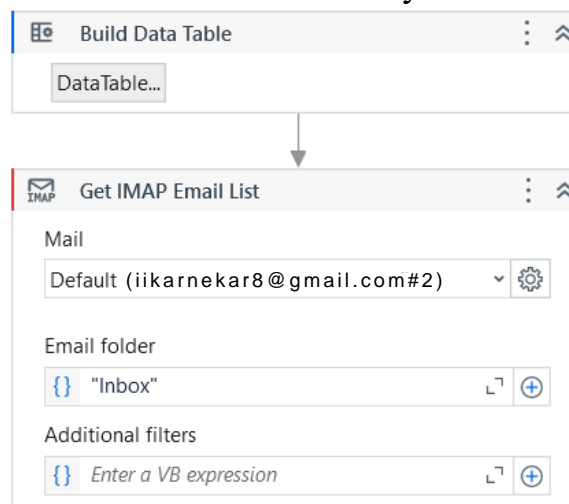 Build Data Table
DataTable...
IMAP
Get IMAP Email List
Mail
Default (iikarnekar8@gmail.com#2)
Email folder
{} "Inbox"
Additional filters
{} Enter a VB expression